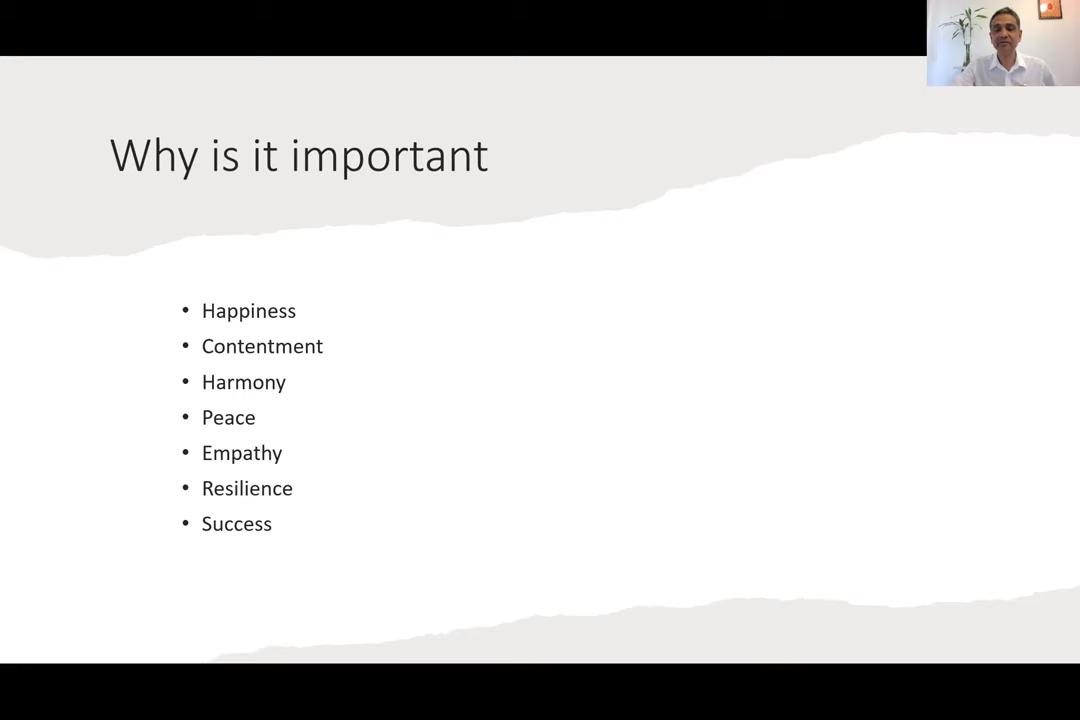 Why is it important
• Happiness
• Contentment
• Harmony
• Peace
• Empathy
• Resilience
• Success